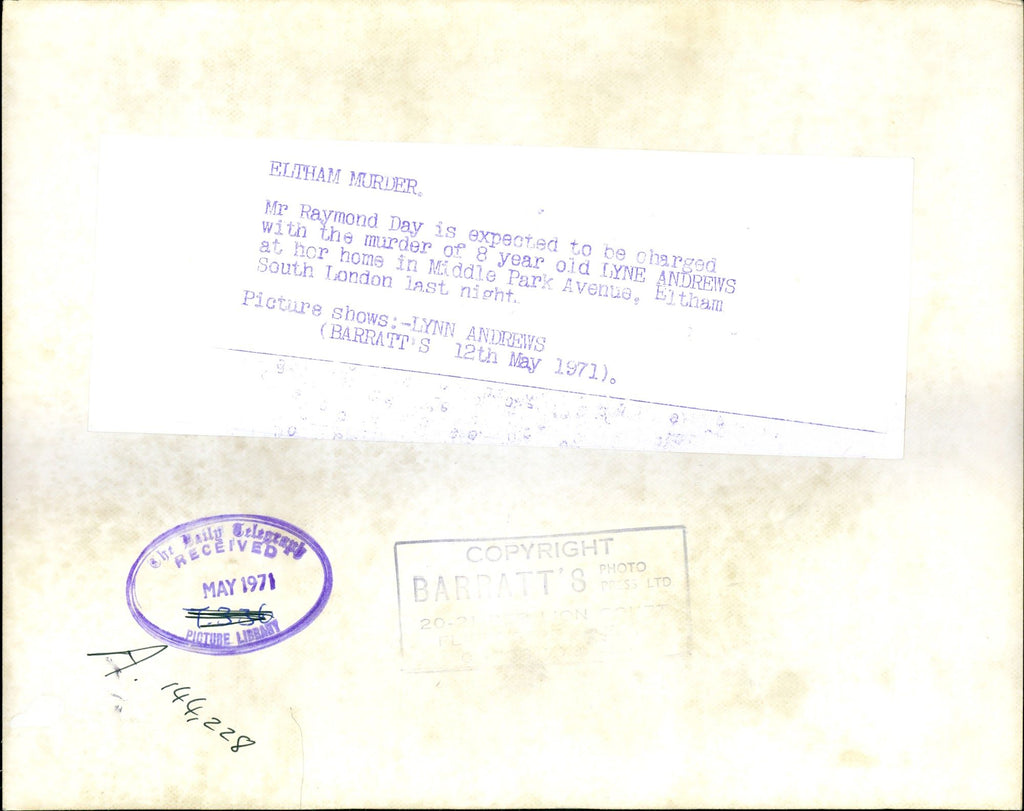 ELTHAM MURDER.
Mr Raymond Day is expected to be charged
with the murder of 8 year old LYNE ANDREWS
at hor home in Middle Park Avenue, Eltham
South London last night.
Picture shows:-LYNN ANDREWS
(BARRATT'S 12th May 1971).
The Daily Telegraph
RECEIVED
MAY 1971
PICTURE LIBRARY
A. 144,228
COPYRIGHT
BARRATT'S PHOTO
PRESS LTD